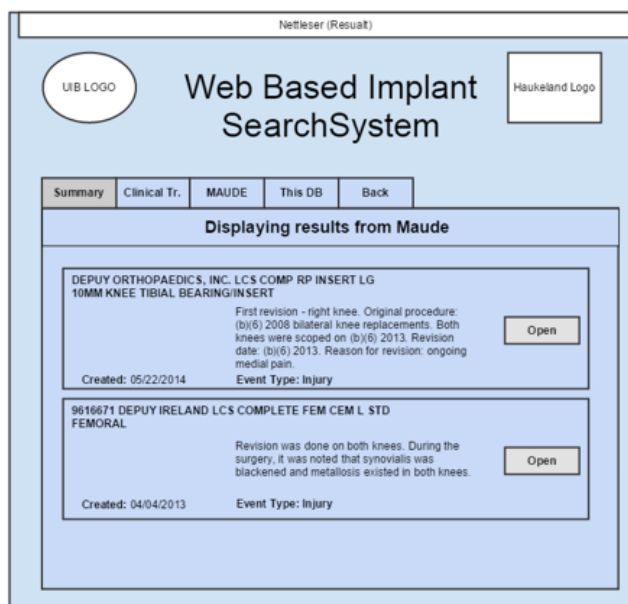 Nettleser (Resualt)
UIB LOGO
Web Based Implant
SearchSystem
Haukeland Logo
Summary Clinical Tr. MAUDE This DB Back
Displaying results from Maude
DEPUY ORTHOPAEDICS, INC. LCS COMP RP INSERT LG
10MM KNEE TIBIAL BEARING/INSERT
First revision - right knee. Original procedure:
(b)(6) 2008 bilateral knee replacements. Both
knees were scoped on (b)(6) 2013. Revision
date: (b)(6) 2013. Reason for revision: ongoing
medial pain.
Open
Created: 05/22/2014 Event Type: Injury
9616671 DEPUY IRELAND LCS COMPLETE FEM CEM L STD
FEMORAL
Revision was done on both knees. During the
surgery, it was noted that synovialis was
blackened and metallosis existed in both knees.
Open
Created: 04/04/2013 Event Type: Injury